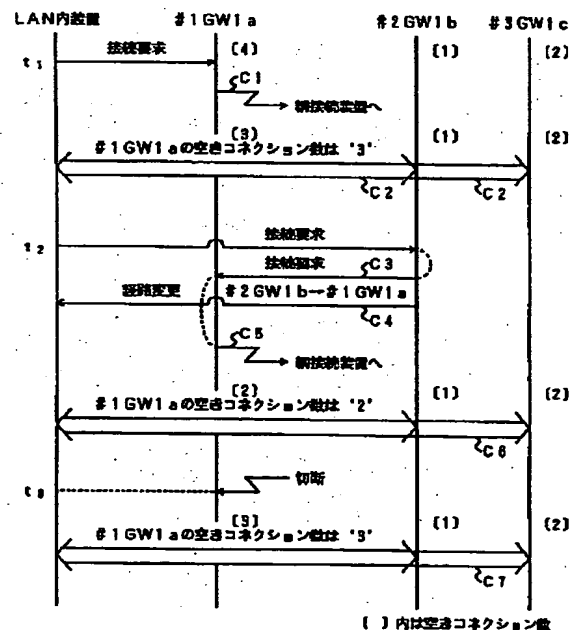 LAN内装置 #1GW1a #2GW1b #3GW1c
接続要求 [4] [1] [2]
t1
C1
網接続装置へ
[3] [1] [2]
#1GW1aの空きコネクション数は '3'
C2 C2
t2 接続要求
接続要求 C3
経路変更 #2GW1b→#1GW1a
C4
C5
網接続装置へ
[2] [1] [2]
#1GW1aの空きコネクション数は '2'
C6
切断
t3
[3] [1] [2]
#1GW1aの空きコネクション数は '3'
C7
[ ] 内は空きコネクション数